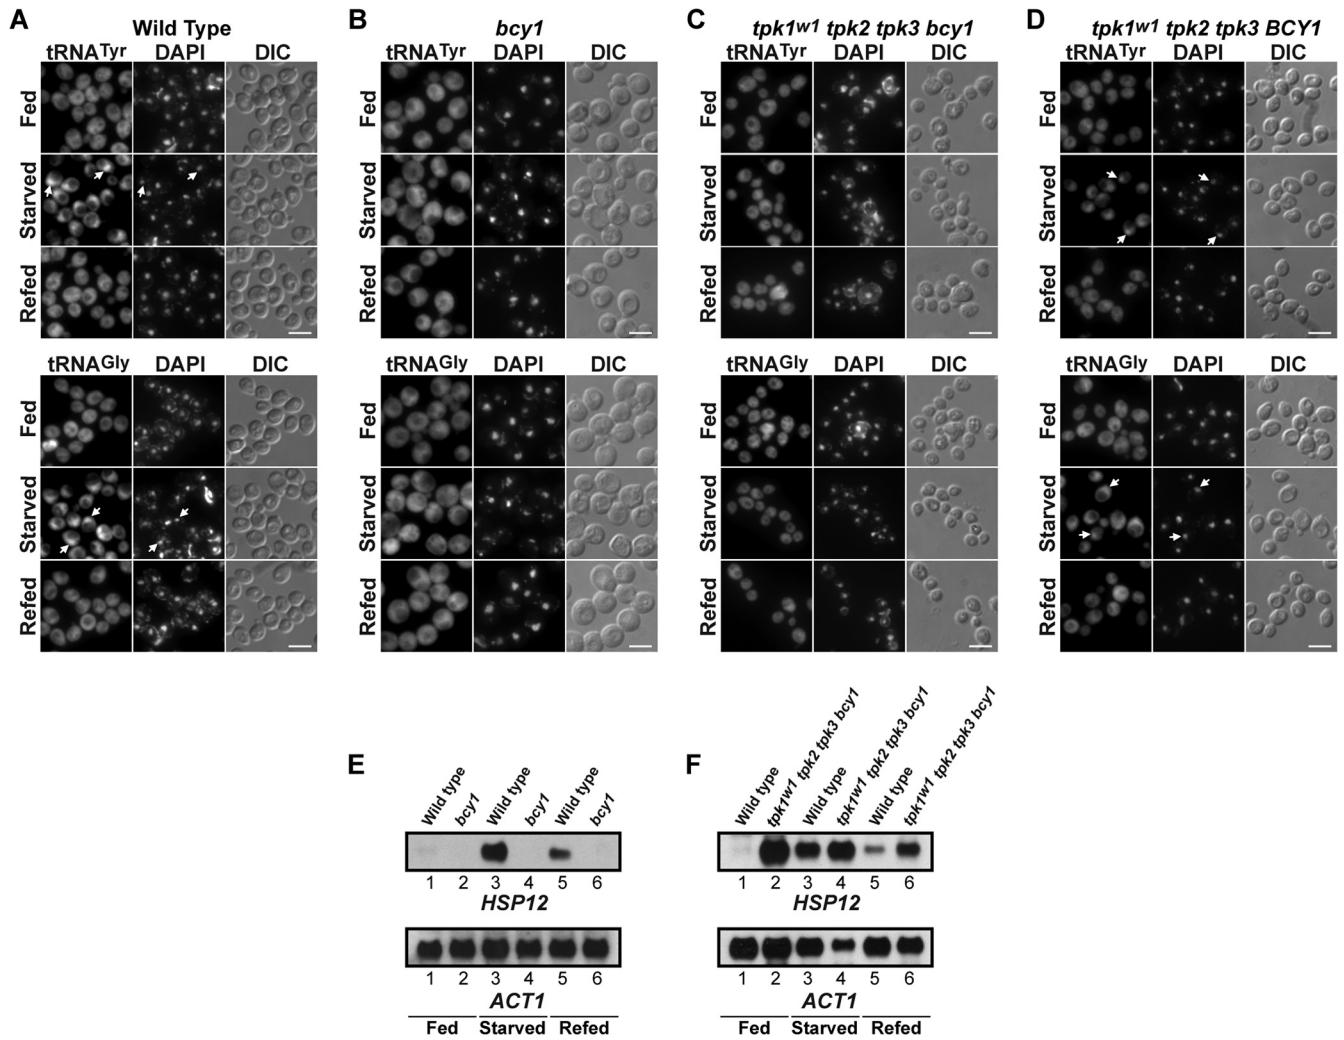 A
Wild Type
tRNATyr DAPI DIC
Fed
Starved
Refed
tRNAGly DAPI DIC
Fed
Starved
Refed
B
bcy1
tRNATyr DAPI DIC
Fed
Starved
Refed
tRNAGly DAPI DIC
Fed
Starved
Refed
C
tpk1w1 tpk2 tpk3 bcy1
tRNATyr DAPI DIC
Fed
Starved
Refed
tRNAGly DAPI DIC
Fed
Starved
Refed
D
tpk1w1 tpk2 tpk3 BCY1
tRNATyr DAPI DIC
Fed
Starved
Refed
tRNAGly DAPI DIC
Fed
Starved
Refed
E
Wild type
bcy1
Wild type
bcy1
Wild type
bcy1
1 2 3 4 5 6
HSP12
1 2 3 4 5 6
ACT1
Fed Starved Refed
F
Wild type
tpk1w1 tpk2 tpk3 bcy1
Wild type
tpk1w1 tpk2 tpk3 bcy1
Wild type
tpk1w1 tpk2 tpk3 bcy1
1 2 3 4 5 6
HSP12
1 2 3 4 5 6
ACT1
Fed Starved Refed